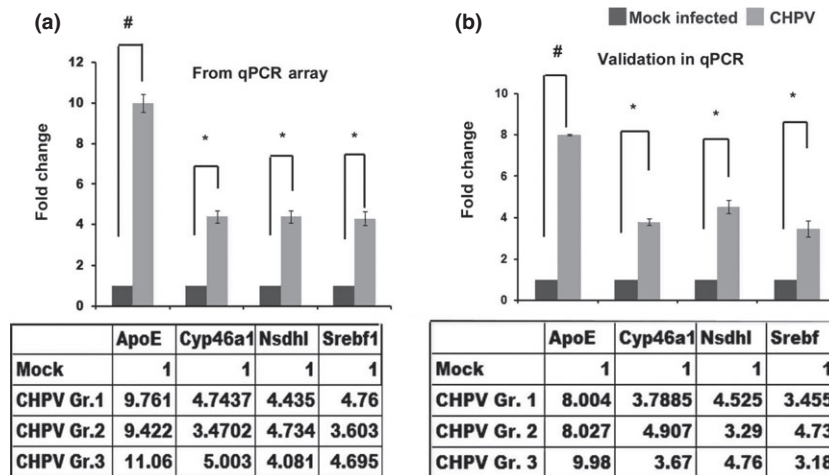 (a)
#
From qPCR array
*
*
*
Fold change
12
10
8
6
4
2
0
ApoE Cyp46a1 Nsdhl Srebf1
Mock 1 1 1 1
CHPV Gr.1 9.761 4.7437 4.435 4.76
CHPV Gr.2 9.422 3.4702 4.734 3.603
CHPV Gr.3 11.06 5.003 4.081 4.695
(b)
Mock infected CHPV
#
Validation in qPCR
*
*
*
Fold change
10
8
6
4
2
0
ApoE Cyp46a1 Nsdhl Srebf
Mock 1 1 1 1
CHPV Gr. 1 8.004 3.7885 4.525 3.455
CHPV Gr. 2 8.027 4.907 3.29 4.73
CHPV Gr. 3 9.98 3.67 4.76 3.18